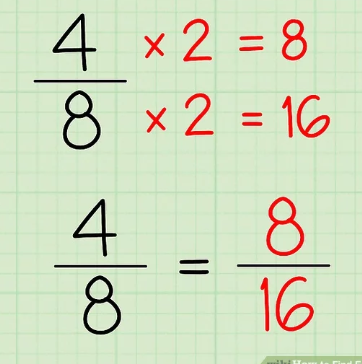 4 × 2 = 8
8 × 2 = 16
4 = 8
8 16